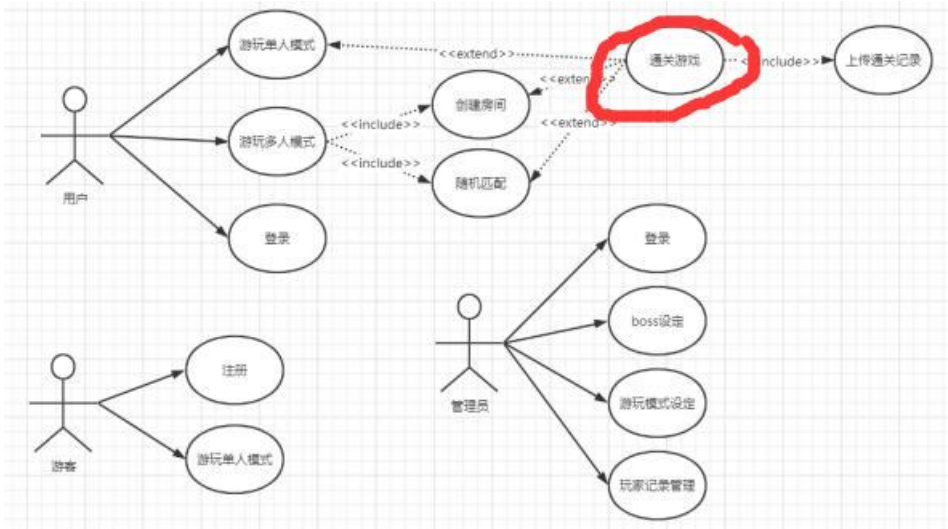 游玩单人模式
<<extend>>
通关游戏
<<include>>
上传通关记录
<<extend>>
创建房间
<<include>>
<<extend>>
游玩多人模式
<<include>>
随机匹配
用户
登录
登录
boss设定
注册
管理员
游玩模式设定
游玩单人模式
游客
玩家记录管理